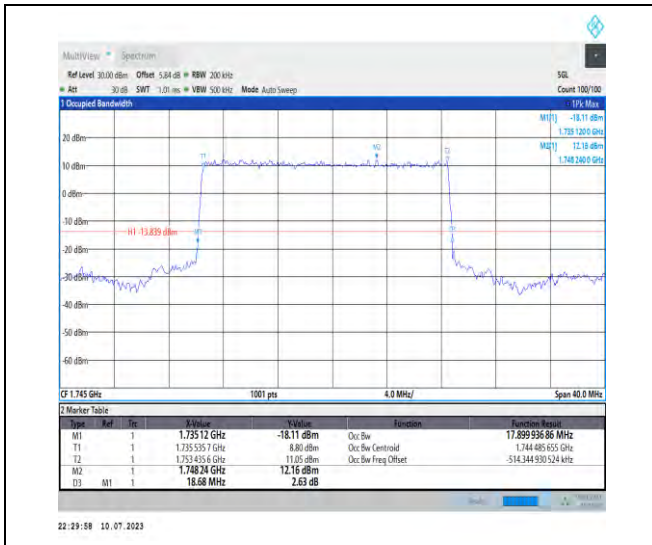 MultiView Spectrum
Ref Level 30.00 dBm Offset 5.84 dB RBW 200 kHz SGL
Att 30 dB SWT 1.01 ms VBW 500 kHz Mode Auto Sweep Count 100/100
1 Occupied Bandwidth 1Pk Max
M1[1] -18.11 dBm
1.735 120 0 GHz
M2[1] 12.16 dBm
1.748 240 0 GHz
20 dBm
M2
T1
10 dBm
0 dBm
-10 dBm
H1 -13.839 dBm
-20 dBm
-30 dBm
-40 dBm
-50 dBm
-60 dBm
CF 1.745 GHz 1001 pts 4.0 MHz/ Span 40.0 MHz
2 Marker Table
Type Ref Trc X-Value Y-Value Function Function Result
M1 1 1.73512 GHz -18.11 dBm Occ Bw 17.899 936 86 MHz
T1 1 1.735 535 7 GHz 8.80 dBm Occ Bw Centroid 1.744 485 655 GHz
T2 1 1.753 435 6 GHz 11.05 dBm Occ Bw Freq Offset -514.344 930 524 kHz
M2 1 1.748 24 GHz 12.16 dBm
D3 M1 1 18.68 MHz 2.63 dB
22:29:58 10.07.2023